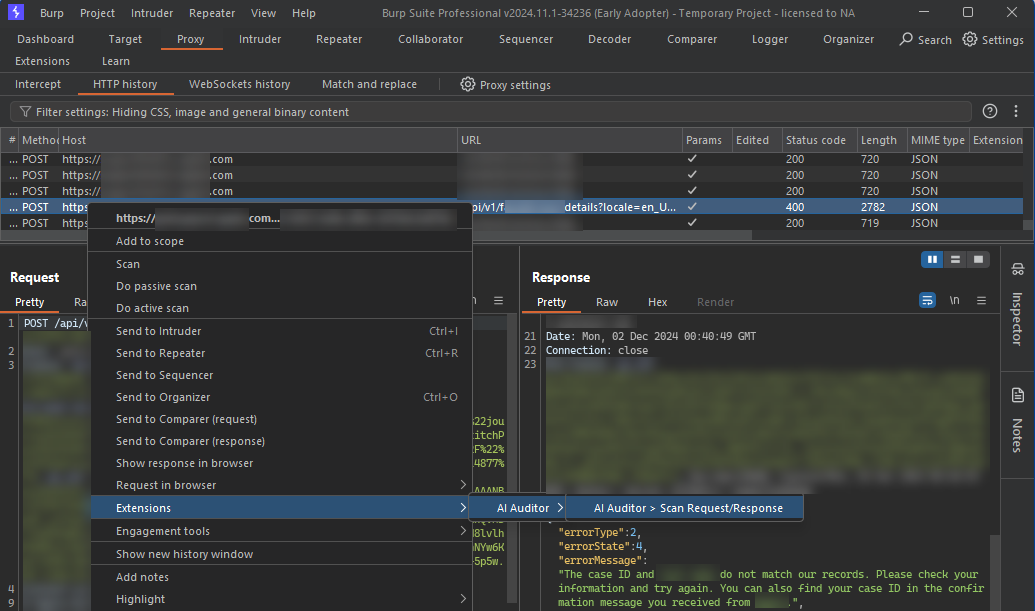 Burp Project Intruder Repeater View Help Burp Suite Professional v2024.11.1-34236 (Early Adopter) - Temporary Project - licensed to NA
Dashboard Target Proxy Intruder Repeater Collaborator Sequencer Decoder Comparer Logger Organizer Search Settings
Extensions Learn
Intercept HTTP history WebSockets history Match and replace Proxy settings
Filter settings: Hiding CSS, image and general binary content
# Method Host URL Params Edited Status code Length MIME type Extension
... POST https:// .com ✓ 200 720 JSON
... POST https:// .com ✓ 200 720 JSON
... POST https:// .com ✓ 200 720 JSON
... POST https pi/v1/f details?locale=en_U... ✓ 400 2782 JSON
... POST https ✓ 200 719 JSON
https:// com...
Add to scope
Scan
Do passive scan
Do active scan
Send to Intruder Ctrl+I
Send to Repeater Ctrl+R
Send to Sequencer
Send to Organizer Ctrl+O
Send to Comparer (request)
Send to Comparer (response)
Show response in browser
Request in browser
Extensions
Engagement tools
Show new history window
Add notes
Highlight
AI Auditor
AI Auditor > Scan Request/Response
Request
Pretty Ra \n
1 POST /api/v
2
3
4
9
22jou
itchP
F%22%
4877%
AAANB
8lvlh
NYw6K
5p5w.
Response
Pretty Raw Hex Render \n
21 Date: Mon, 02 Dec 2024 00:40:49 GMT
22 Connection: close
23
{
"errorType":2,
"errorState":4,
"errorMessage":
"The case ID and do not match our records. Please check your
information and try again. You can also find your case ID in the confir
mation message you received from .",
Inspector
Notes